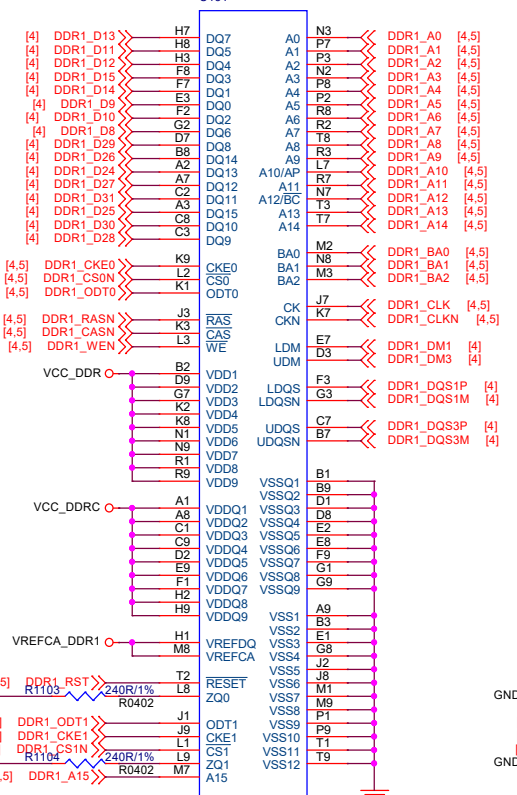 [4] DDR1_D13 H7 DQ7 A0 N3 DDR1_A0 [4,5]
[4] DDR1_D11 H8 DQ5 A1 P7 DDR1_A1 [4,5]
[4] DDR1_D12 H3 DQ4 A2 P3 DDR1_A2 [4,5]
[4] DDR1_D15 F8 DQ3 A3 N2 DDR1_A3 [4,5]
[4] DDR1_D14 F7 DQ1 A4 P8 DDR1_A4 [4,5]
[4] DDR1_D9 E3 DQ0 A5 P2 DDR1_A5 [4,5]
[4] DDR1_D10 F2 DQ2 A6 R8 DDR1_A6 [4,5]
[4] DDR1_D8 G2 DQ6 A7 R2 DDR1_A7 [4,5]
[4] DDR1_D29 D7 DQ8 A8 T8 DDR1_A8 [4,5]
[4] DDR1_D26 B8 DQ14 A9 R3 DDR1_A9 [4,5]
[4] DDR1_D24 A2 DQ13 A10/AP L7 DDR1_A10 [4,5]
[4] DDR1_D27 A7 DQ12 A11 R7 DDR1_A11 [4,5]
[4] DDR1_D31 C2 DQ11 A12/BC N7 DDR1_A12 [4,5]
[4] DDR1_D25 A3 DQ15 A13 T3 DDR1_A13 [4,5]
[4] DDR1_D30 C8 DQ10 A14 T7 DDR1_A14 [4,5]
[4] DDR1_D28 C3 DQ9
BA0 M2 DDR1_BA0 [4,5]
[4,5] DDR1_CKE0 K9 CKE0 BA1 N8 DDR1_BA1 [4,5]
[4,5] DDR1_CS0N L2 CS0 BA2 M3 DDR1_BA2 [4,5]
[4,5] DDR1_ODT0 K1 ODT0
CK J7 DDR1_CLK [4,5]
[4,5] DDR1_RASN J3 RAS CKN K7 DDR1_CLKN [4,5]
[4,5] DDR1_CASN K3 CAS
[4,5] DDR1_WEN L3 WE LDM E7 DDR1_DM1 [4]
UDM D3 DDR1_DM3 [4]
VCC_DDR B2 VDD1
D9 VDD2 LDQS F3 DDR1_DQS1P [4]
G7 VDD3 LDQSN G3 DDR1_DQS1M [4]
K2 VDD4
K8 VDD5 UDQS C7 DDR1_DQS3P [4]
N1 VDD6 UDQSN B7 DDR1_DQS3M [4]
N9 VDD7
R1 VDD8
R9 VDD9 VSSQ1 B1
VSSQ2 B9
VCC_DDRC A1 VDDQ1 VSSQ3 D1
A8 VDDQ2 VSSQ4 D8
C1 VDDQ3 VSSQ5 E2
C9 VDDQ4 VSSQ6 E8
D2 VDDQ5 VSSQ7 F9
E9 VDDQ6 VSSQ8 G1
F1 VDDQ7 VSSQ9 G9
H2 VDDQ8
H9 VDDQ9 VSS1 A9
VSS2 B3
VREFCA_DDR1 H1 VREFDQ VSS3 E1
M8 VREFCA VSS4 G8
VSS5 J2
5] DDR1_RST T2 RESET VSS6 J8
R1103 240R/1% L8 ZQ0 VSS7 M1 GND
R0402 VSS8 M9
DDR1_ODT1 J1 ODT1 VSS9 P1
DDR1_CKE1 J9 CKE1 VSS10 P9
DDR1_CS1N L1 CS1 VSS11 T1
R1104 240R/1% L9 ZQ1 VSS12 T9 GND
R0402
,5] DDR1_A15 M7 A15